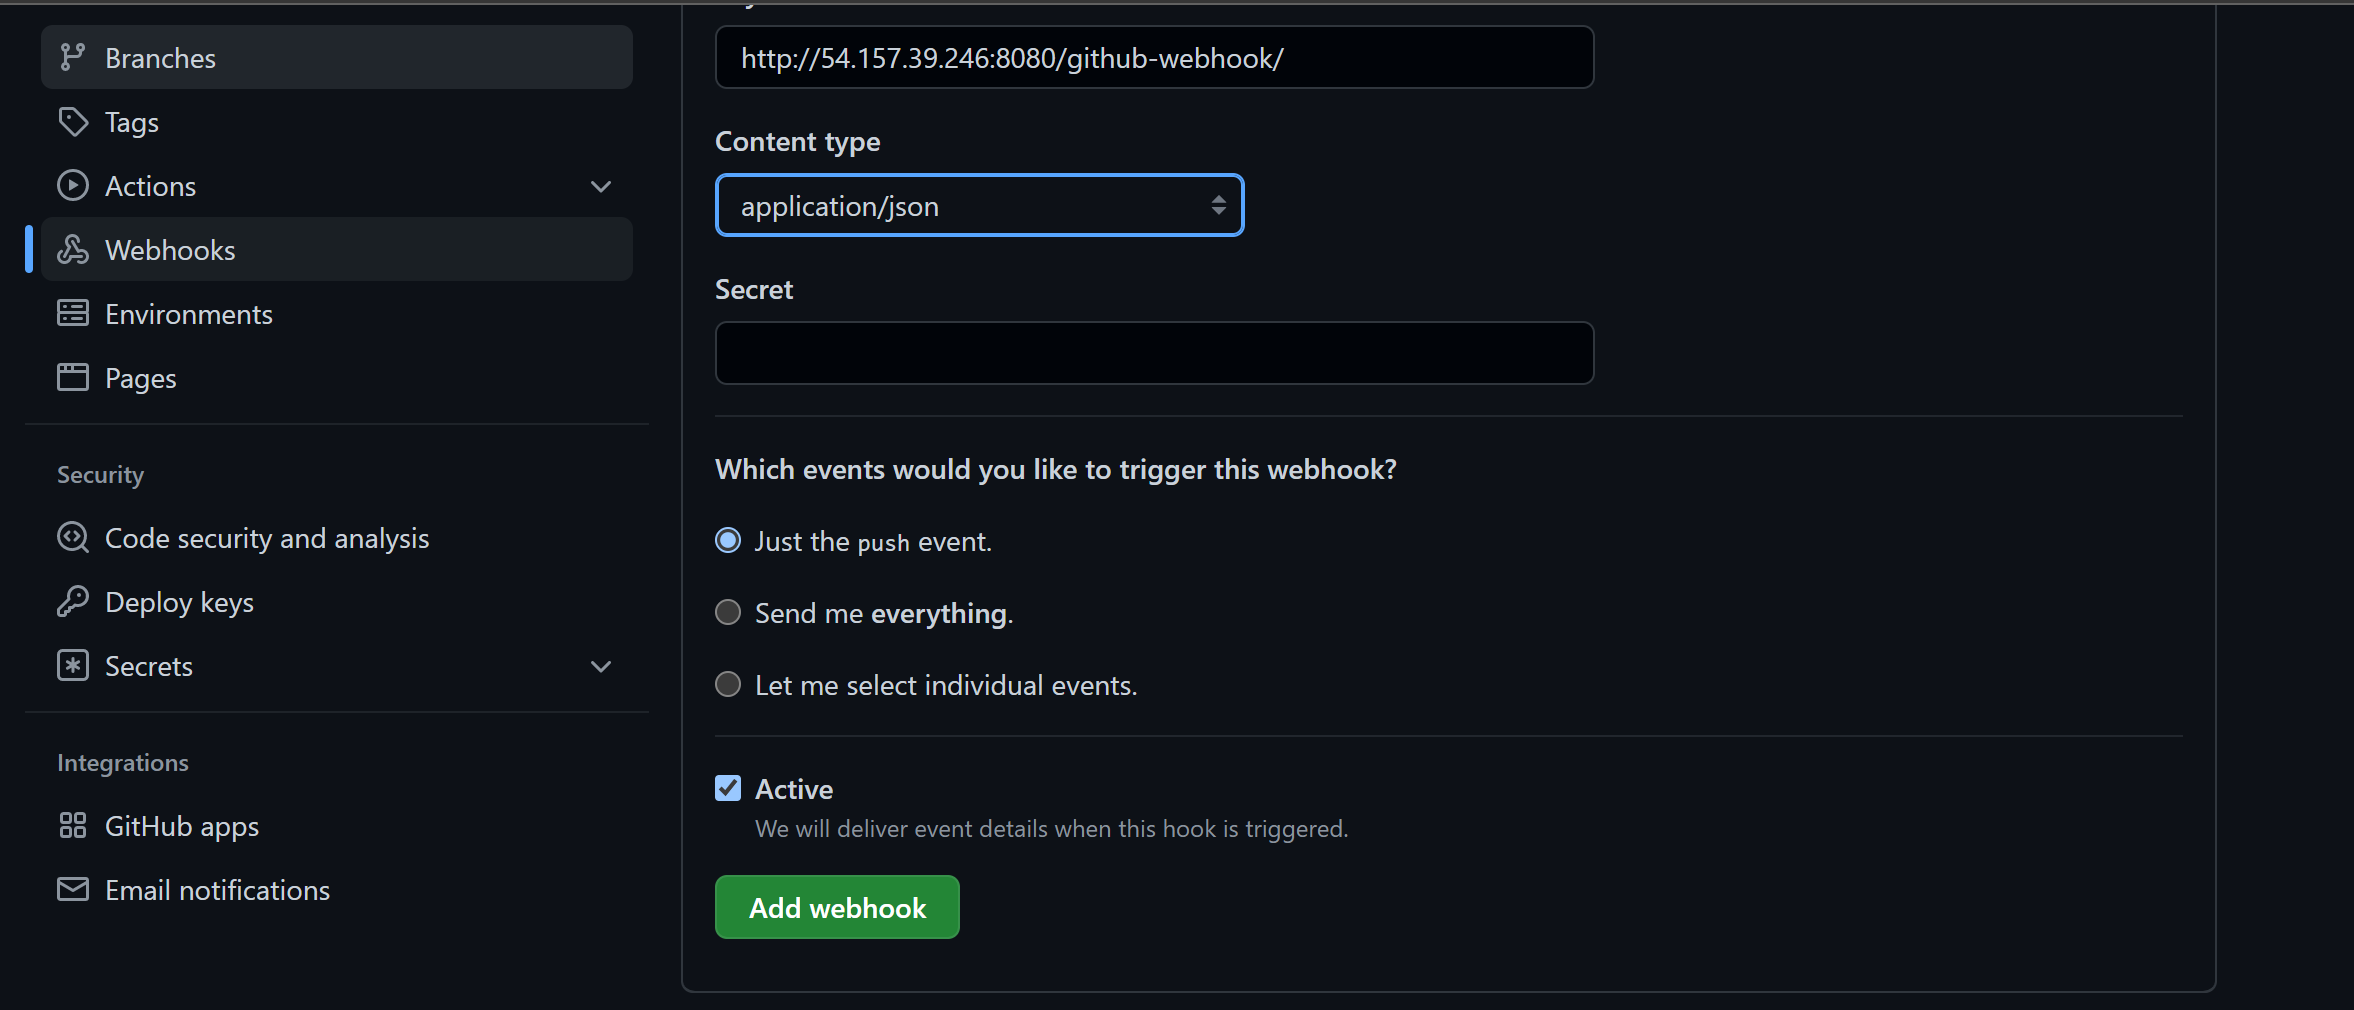 Branches
Tags
Actions
Webhooks
Environments
Pages
Security
Code security and analysis
Deploy keys
Secrets
Integrations
GitHub apps
Email notifications
http://54.157.39.246:8080/github-webhook/
Content type
application/json
Secret
Which events would you like to trigger this webhook?
Just the push event.
Send me everything.
Let me select individual events.
Active
We will deliver event details when this hook is triggered.
Add webhook